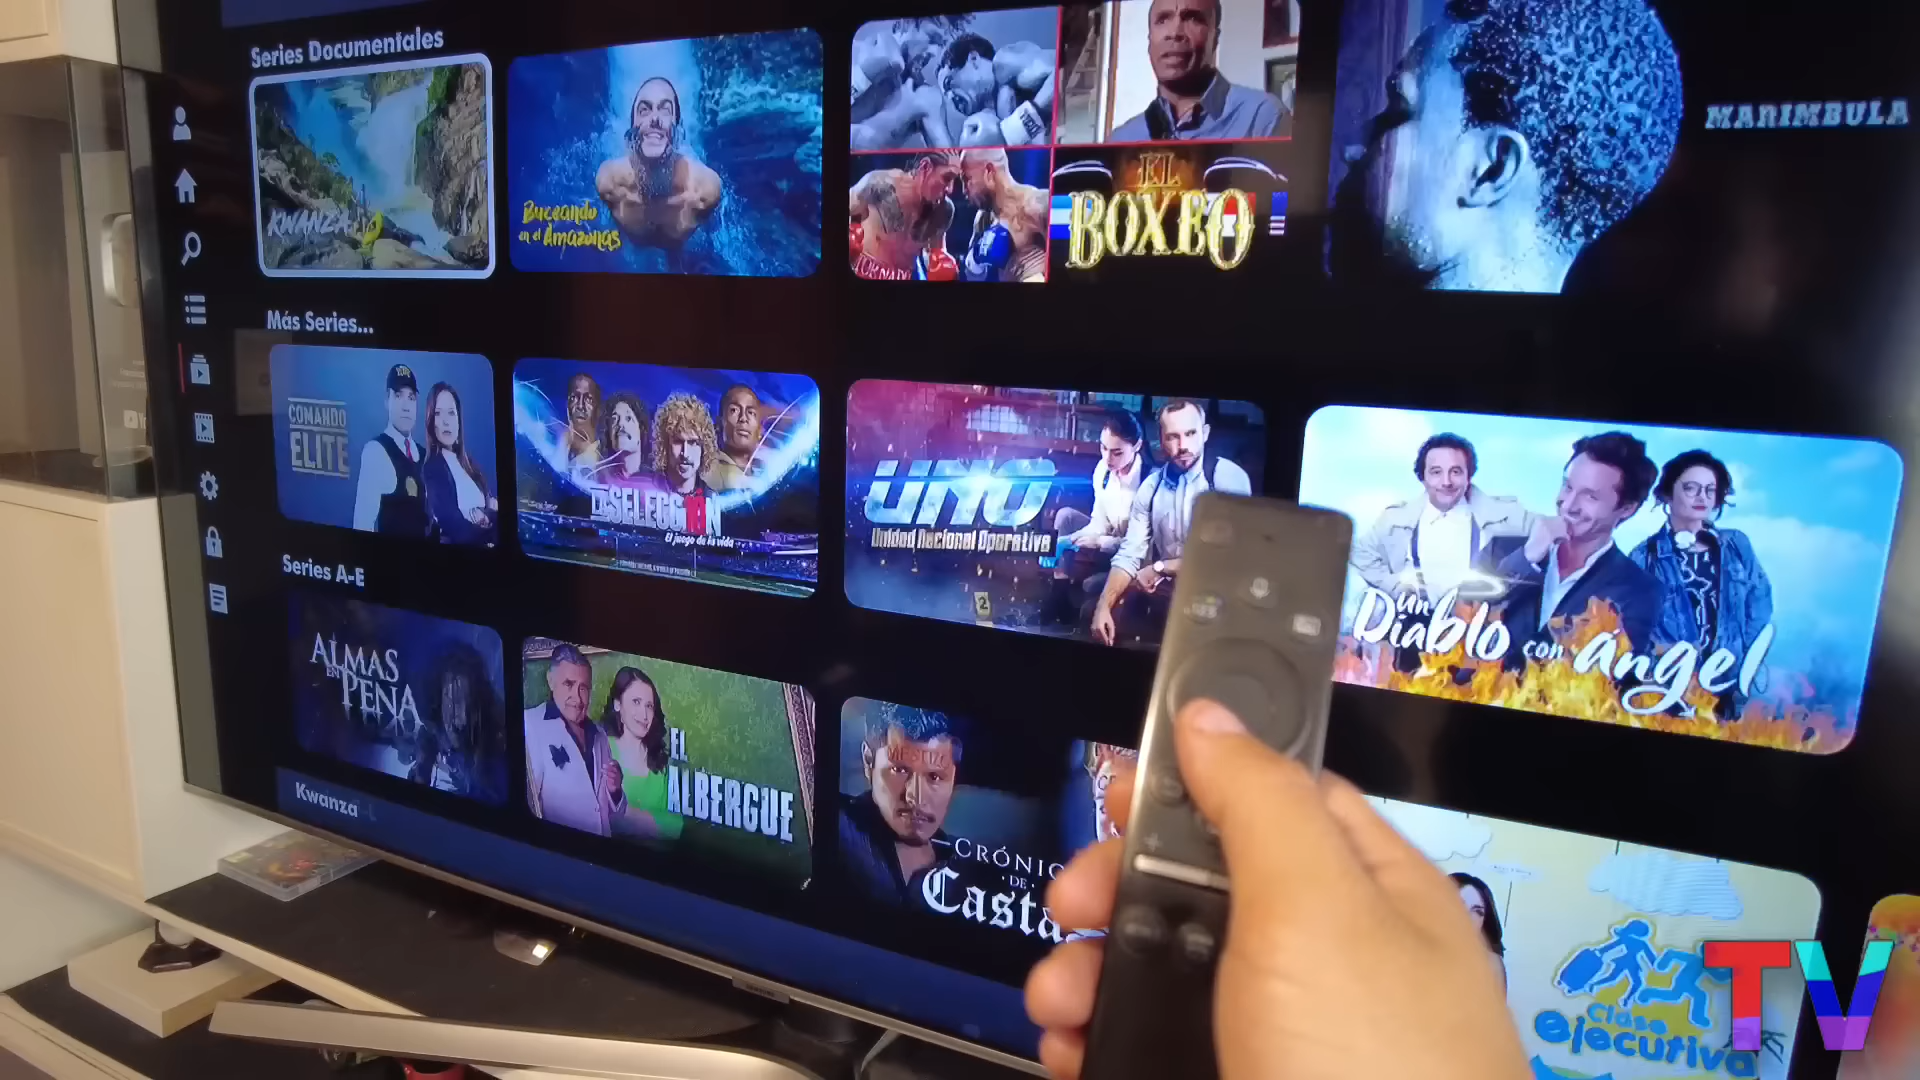 Series Documentales
KWANZA
Buceando
en el Amazonas
EL
BOXEO
MARIMBULA
Más Series...
COMANDO
ELITE
LA SELECCIÓN
El juego de la vida
UNO
Unidad Nacional Operativa
2
un
Diablo con ángel
Series A-E
ALMAS
EN
PENA
EL
ALBERGUE
CRÓNIC
DE
Casta
Kwanza
Clase
ejecutiva
TV